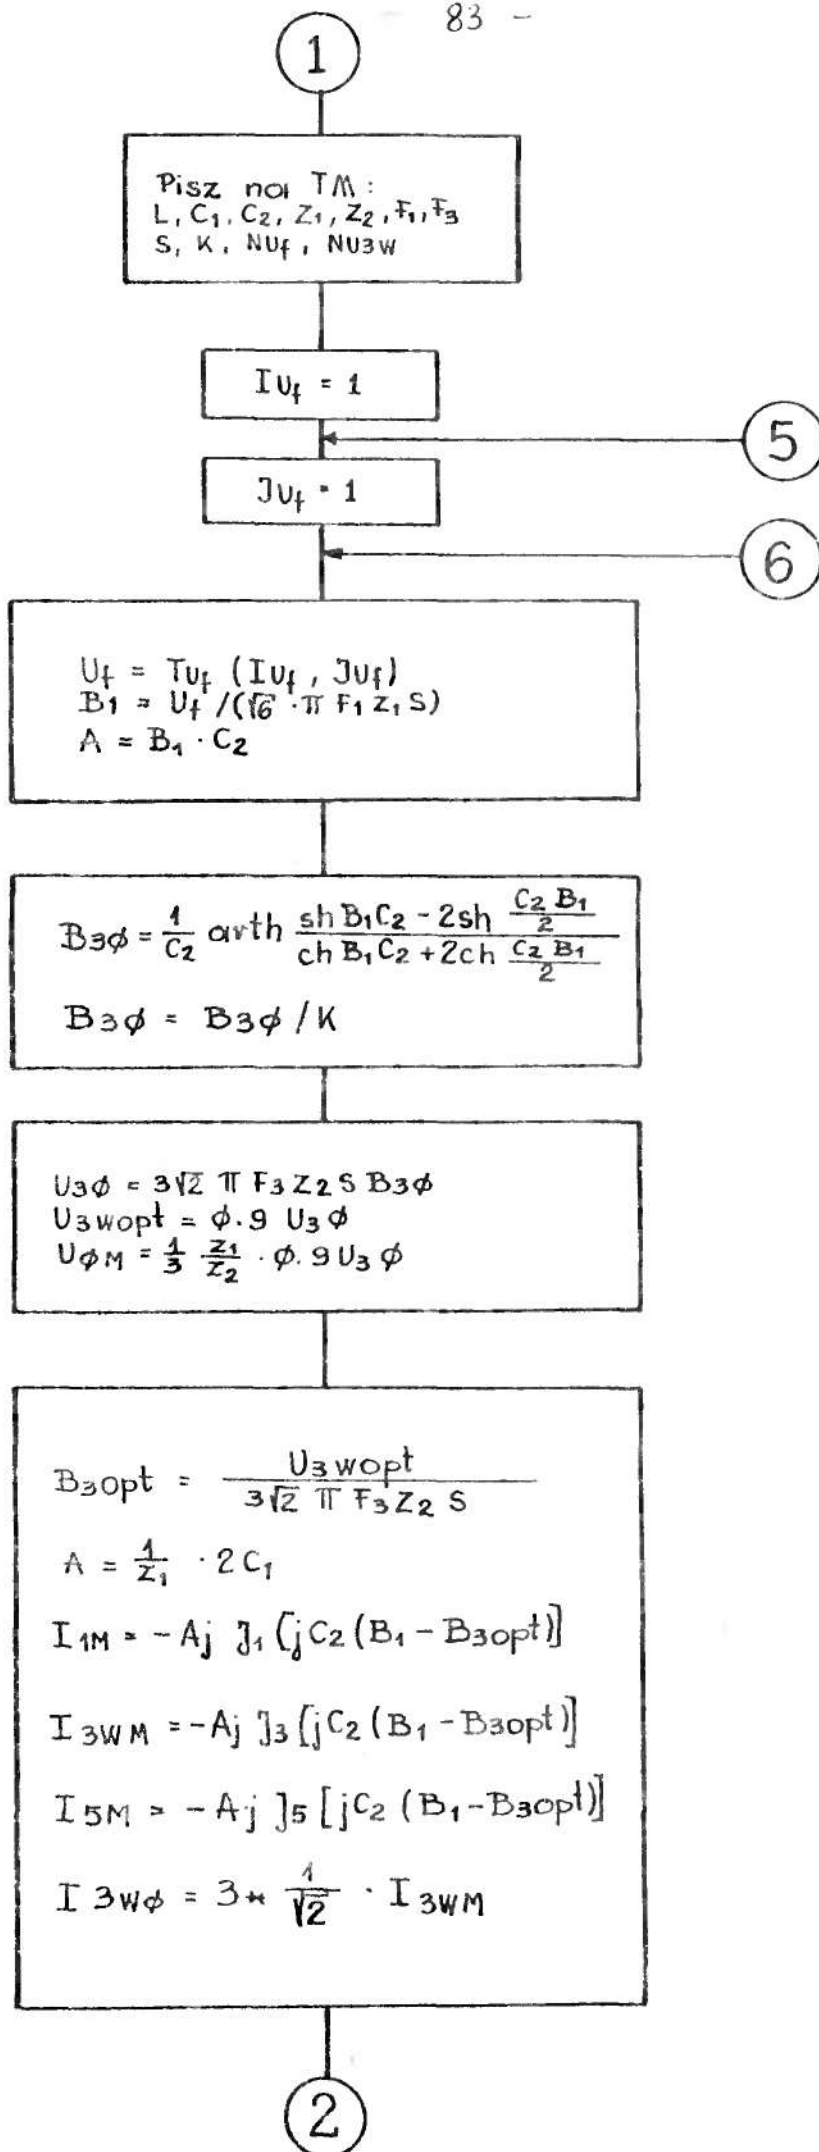 83 -
1
Pisz na TM:
L, C₁, C₂, Z₁, Z₂, F₁, F₃
S, K, NUf, NU3W
IUf = 1
5
JUf = 1
6
Uf = TUf (IUf, JUf)
B1 = Uf /(√6 · π F₁ Z₁ S)
A = B₁ · C₂
B3φ = 1/C₂ arth (sh B₁C₂ - 2sh C₂B₁/2)/(ch B₁C₂ + 2ch C₂B₁/2)
B3φ = B3φ / K
U3φ = 3√2 π F₃ Z₂ S B3φ
U3wopt = φ.9 U3φ
UφM = 1/3 Z₁/Z₂ · φ.9 U3φ
B3opt = U3wopt / 3√2 π F₃ Z₂ S
A = 1/Z₁ · 2C₁
I1M = -Aj J₁ [jC₂ (B₁ - B3opt)]
I3WM = -Aj J3 [jC₂ (B₁ - B3opt)]
I5M = -Aj J5 [jC₂ (B₁ - B3opt)]
I3Wφ = 3* 1/√2 · I3WM
2